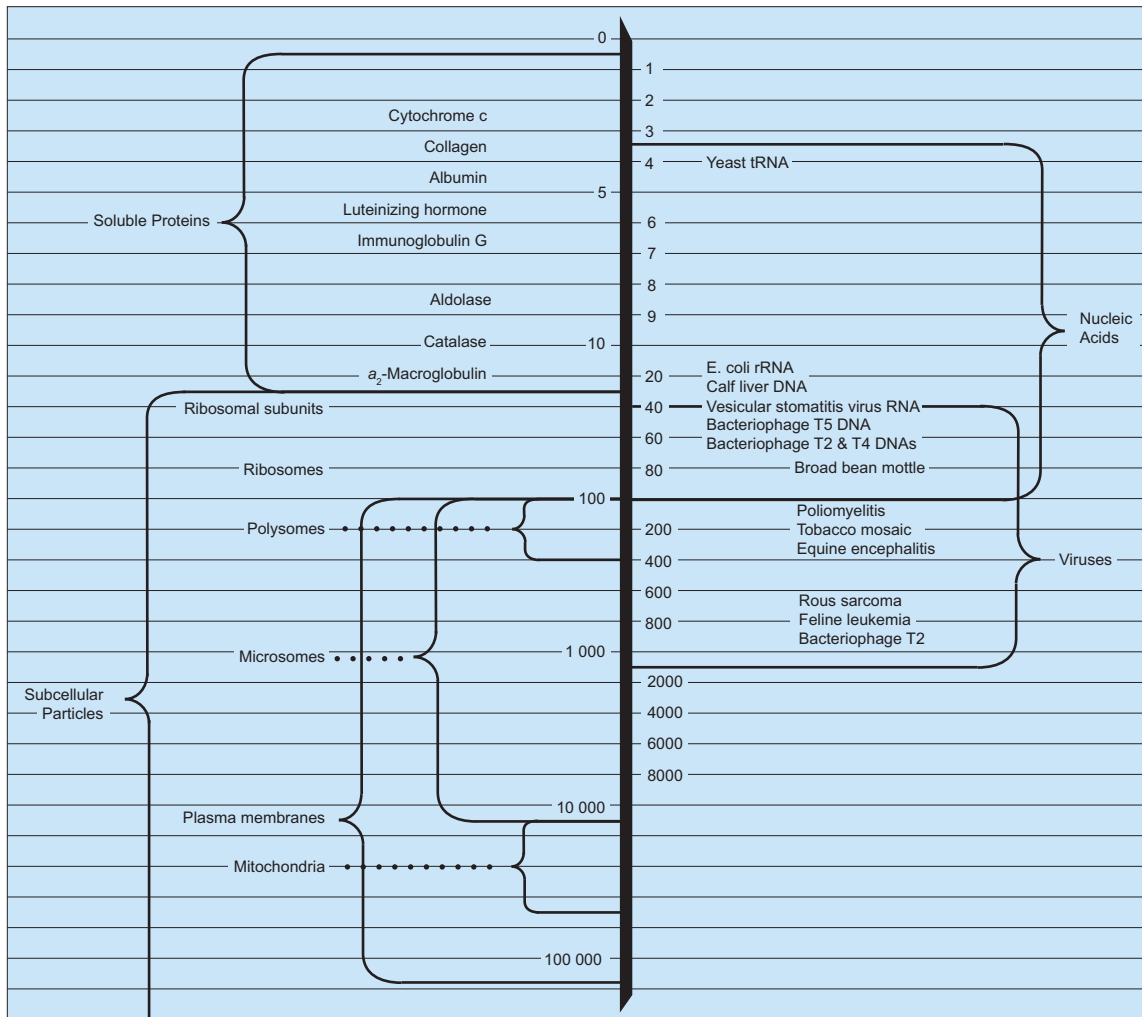 0
1
2
Cytochrome c
3
Collagen
4
Yeast tRNA
Albumin
5
Luteinizing hormone
Soluble Proteins
6
Immunoglobulin G
7
8
Aldolase
9
Nucleic
Acids
Catalase
10
E. coli rRNA
a2-Macroglobulin
20
Calf liver DNA
Ribosomal subunits
40
Vesicular stomatitis virus RNA
Bacteriophage T5 DNA
60
Bacteriophage T2 & T4 DNAs
Ribosomes
80
Broad bean mottle
100
Poliomyelitis
Polysomes
200
Tobacco mosaic
Equine encephalitis
400
Viruses
600
Rous sarcoma
800
Feline leukemia
Bacteriophage T2
Microsomes
1 000
2000
Subcellular
Particles
4000
6000
8000
10 000
Plasma membranes
Mitochondria
100 000